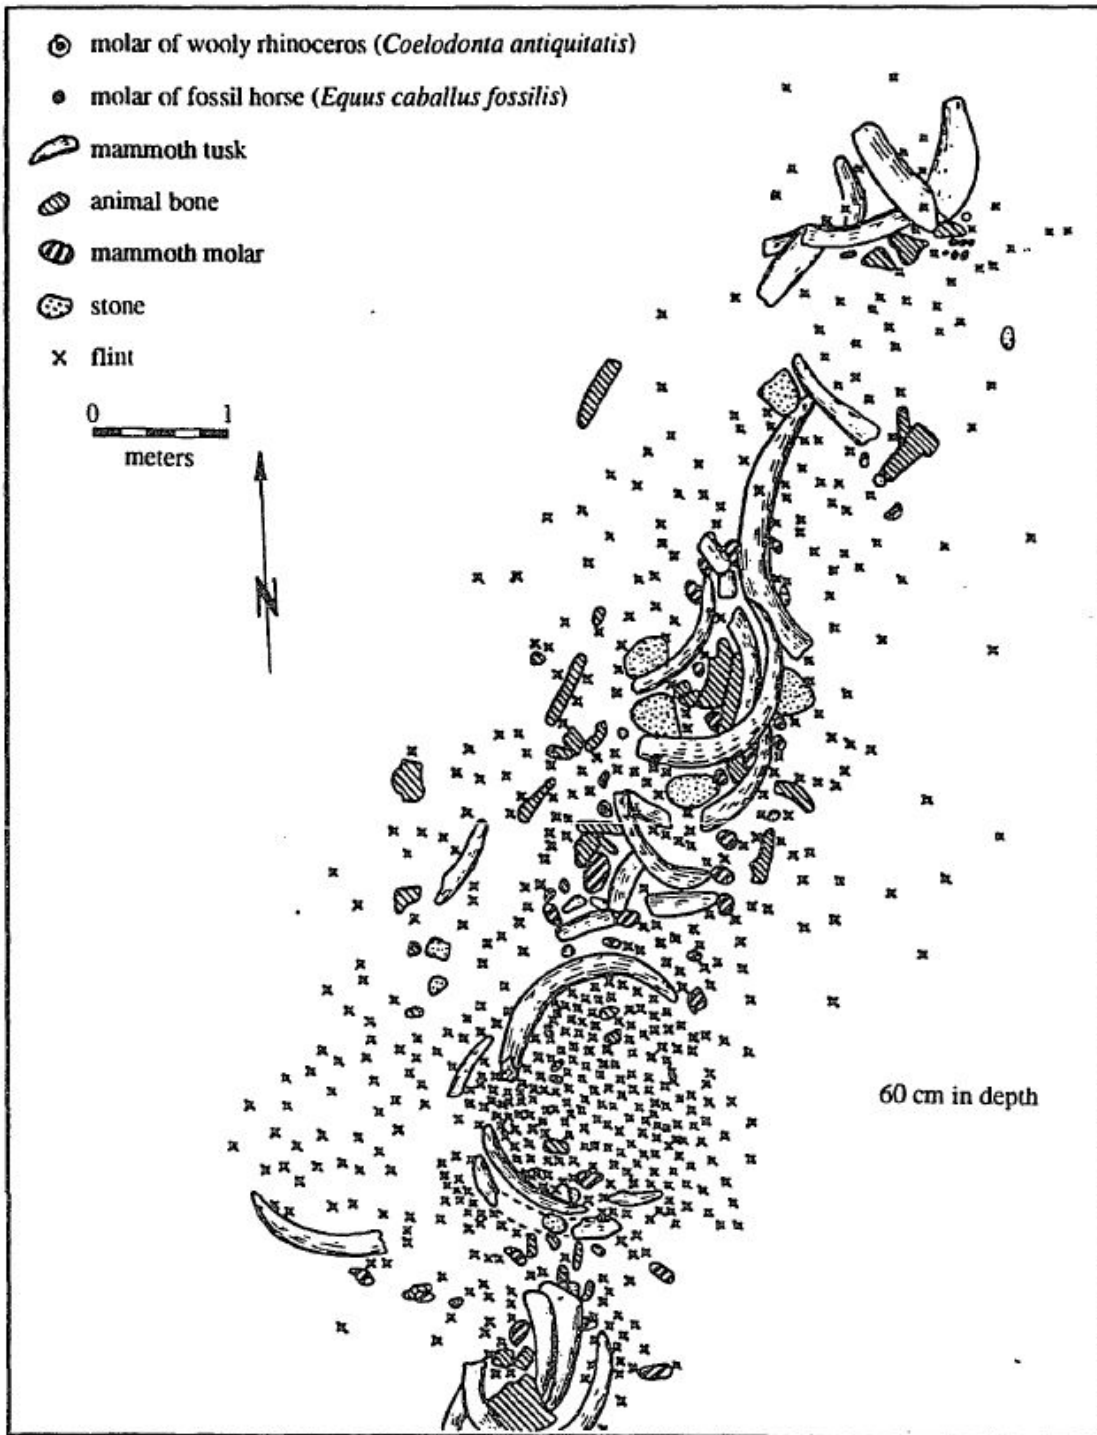 molar of wooly rhinoceros (Coelodonta antiquitatis)
molar of fossil horse (Equus caballus fossilis)
mammoth tusk
animal bone
mammoth molar
stone
x flint
0 1
meters
N
60 cm in depth